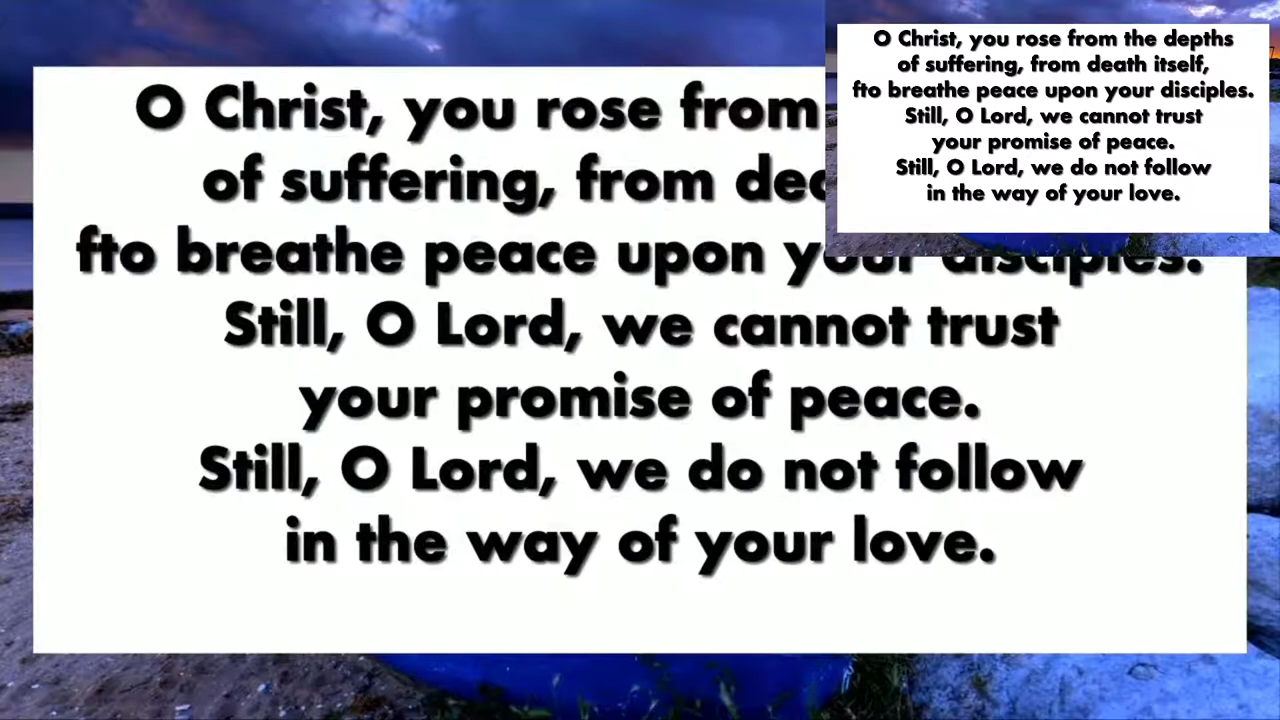 O Christ, you rose from
of suffering, from
fto breathe peace upon your disciples.
Still, O Lord, we cannot trust
your promise of peace.
Still, O Lord, we do not follow
in the way of your love.
O Christ, you rose from the depths
of suffering, from death itself,
fto breathe peace upon your disciples.
Still, O Lord, we cannot trust
your promise of peace.
Still, O Lord, we do not follow
in the way of your love.